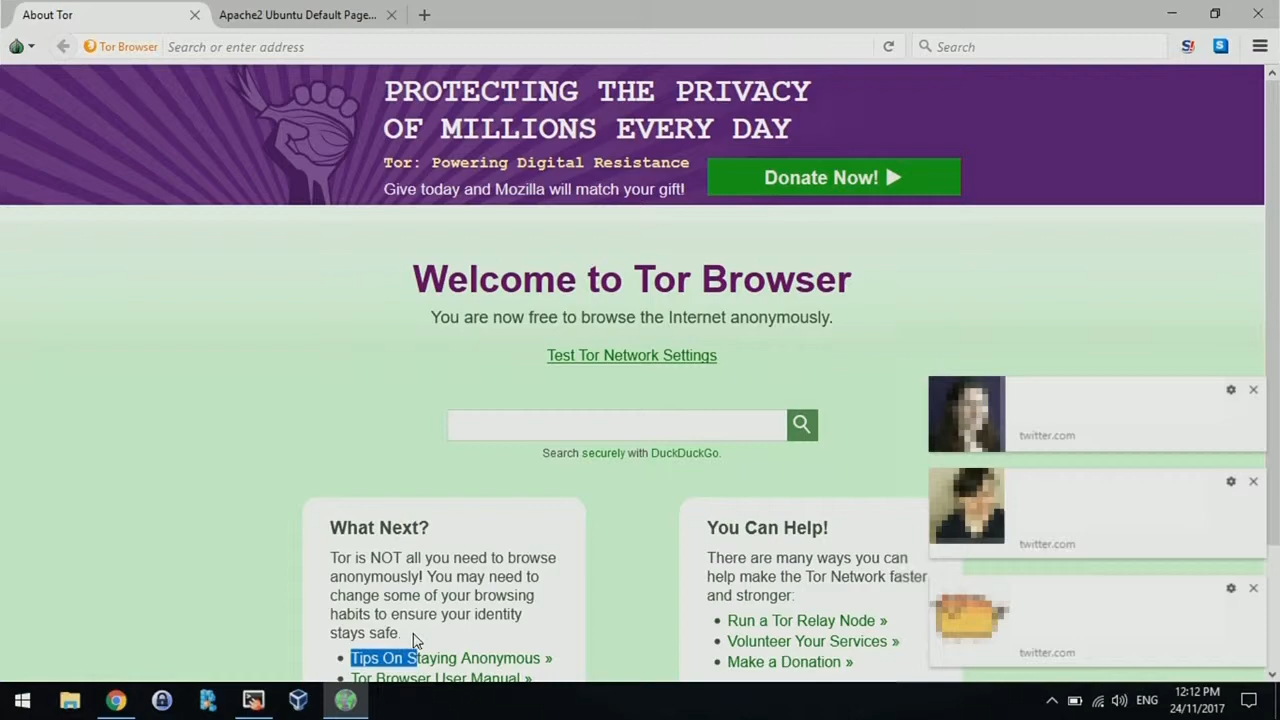 About Tor
Apache2 Ubuntu Default Page...
Tor Browser
Search or enter address
Search
PROTECTING THE PRIVACY
OF MILLIONS EVERY DAY
Tor: Powering Digital Resistance
Give today and Mozilla will match your gift!
Donate Now!
Welcome to Tor Browser
You are now free to browse the Internet anonymously.
Test Tor Network Settings
Search securely with DuckDuckGo.
twitter.com
twitter.com
twitter.com
What Next?
Tor is NOT all you need to browse
anonymously! You may need to
change some of your browsing
habits to ensure your identity
stays safe.
• Tips On Staying Anonymous »
Tor Browser User Manual »
You Can Help!
There are many ways you can
help make the Tor Network faster
and stronger:
• Run a Tor Relay Node »
• Volunteer Your Services »
• Make a Donation »
ENG
12:12 PM
24/11/2017